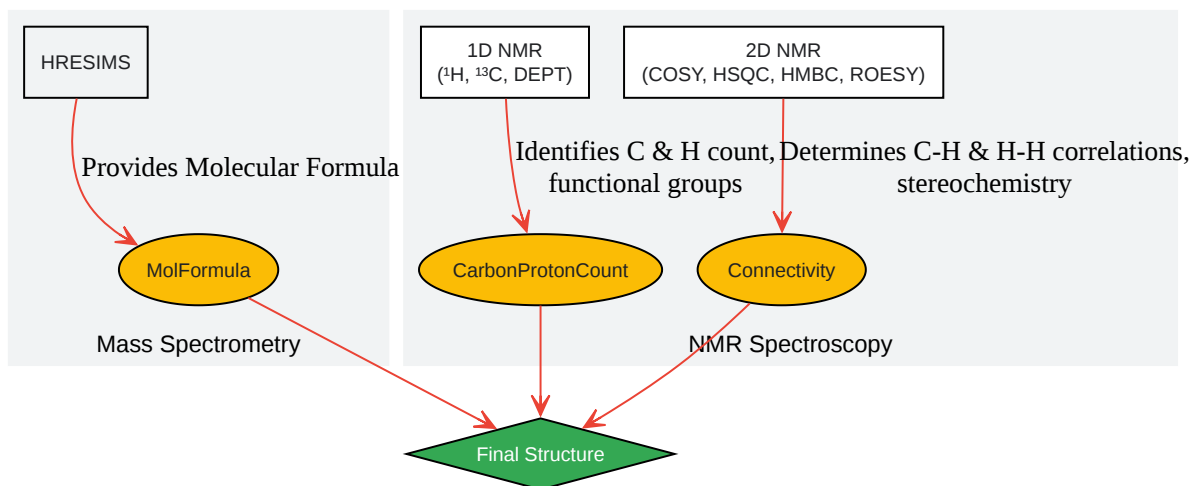 HRESIMS
1D NMR
(¹H, ¹³C, DEPT)
2D NMR
(COSY, HSQC, HMBC, ROESY)
Provides Molecular Formula
Identifies C & H count,
functional groups
Determines C-H & H-H correlations,
stereochemistry
MolFormula
CarbonProtonCount
Connectivity
Mass Spectrometry
NMR Spectroscopy
Final Structure